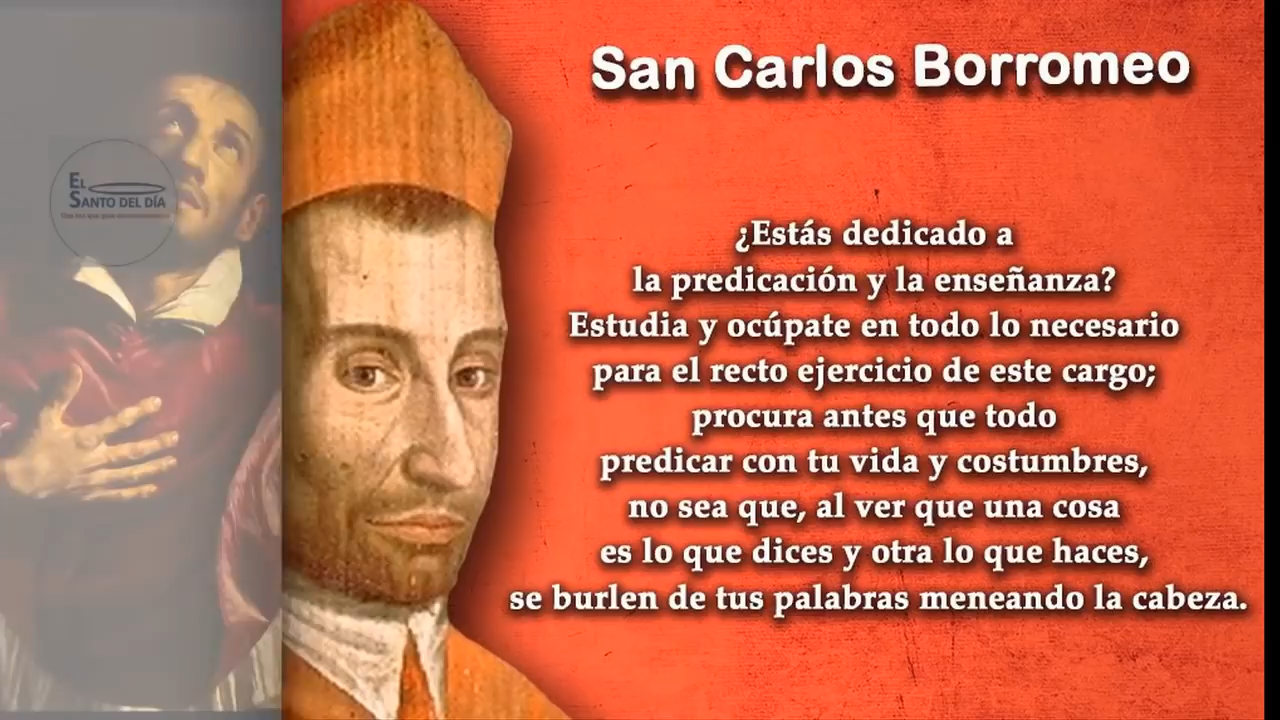 San Carlos Borromeo
EL
SANTO DEL DÍA
¿Estás dedicado a
la predicación y la enseñanza?
Estudia y ocúpate en todo lo necesario
para el recto ejercicio de este cargo;
procura antes que todo
predicar con tu vida y costumbres,
no sea que, al ver que una cosa
es lo que dices y otra lo que haces,
se burlen de tus palabras meneando la cabeza.